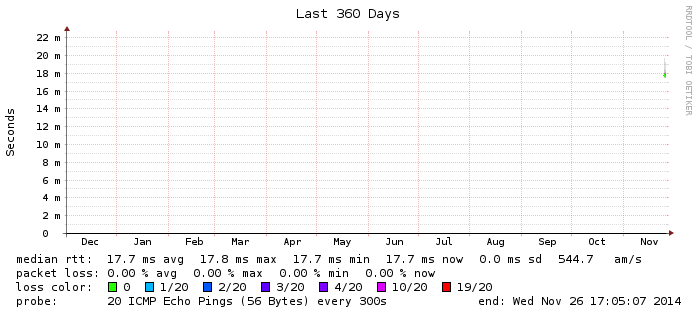 Last 360 Days
RRDTOOL / TOBI OETIKER
Seconds
22 m
20 m
18 m
16 m
14 m
12 m
10 m
8 m
6 m
4 m
2 m
0
Dec Jan Feb Mar Apr May Jun Jul Aug Sep Oct Nov
median rtt: 17.7 ms avg 17.8 ms max 17.7 ms min 17.7 ms now 0.0 ms sd 544.7 am/s
packet loss: 0.00 % avg 0.00 % max 0.00 % min 0.00 % now
loss color: 0 1/20 2/20 3/20 4/20 10/20 19/20
probe: 20 ICMP Echo Pings (56 Bytes) every 300s end: Wed Nov 26 17:05:07 2014